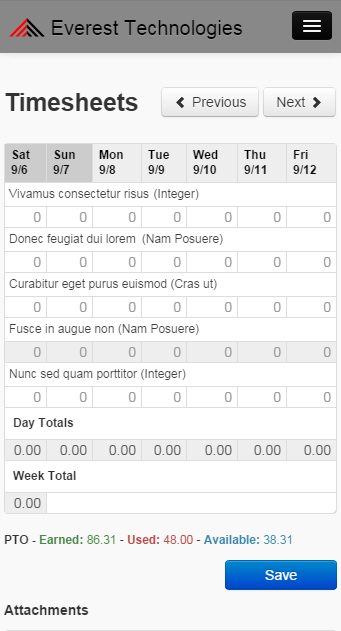 Everest Technologies
Timesheets Previous Next
Sat Sun Mon Tue Wed Thu Fri
9/6 9/7 9/8 9/9 9/10 9/11 9/12
Vivamus consectetur risus (Integer)
0 0 0 0 0 0 0
Donec feugiat dui lorem (Nam Posuere)
0 0 0 0 0 0 0
Curabitur eget purus euismod (Cras ut)
0 0 0 0 0 0 0
Fusce in augue non (Nam Posuere)
0 0 0 0 0 0 0
Nunc sed quam porttitor (Integer)
0 0 0 0 0 0 0
Day Totals
0.00 0.00 0.00 0.00 0.00 0.00 0.00
Week Total
0.00
PTO - Earned: 86.31 - Used: 48.00 - Available: 38.31
Save
Attachments